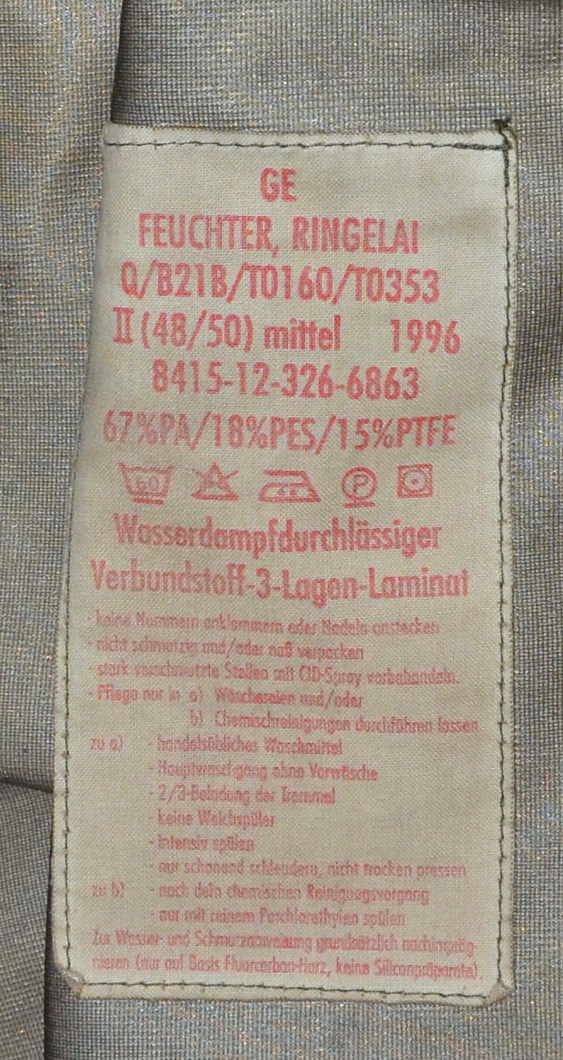 GE
FEUCHTER, RINGELAI
Q/B21B/T0160/T0353
II (48/50) mittel 1996
8415-12-326-6863
67%PA/18%PES/15%PTFE
60 P
Wasserdampfdurchlässiger
Verbundstoff-3-Lagen-Laminat
- keine Nummern anklammern oder Nadeln anstecken
- nicht schmutzig und/oder naß verpacken
- stark verschmutzte Stellen mit CID-Spray vorbehandeln.
- Pflege nur in a) Wäschereien und/oder
b) Chemischreinigungen durchführen lassen
zu a) - handelsübliches Waschmittel
- Hauptwaschgang ohne Vorwäsche
- 2/3-Beladung der Trommel
- keine Weichspüler
- intensiv spülen
- nur schonend schleudern, nicht trocken pressen
zu b) - nach dem chemischen Reinigungsvorgang
- nur mit reinem Perchlorethylen spülen
Zur Wasser- und Schmutzabweisung grundsätzlich nachimpräg-
nieren (nur auf Basis Fluorcarbon-Harz, keine Siliconpräparate).